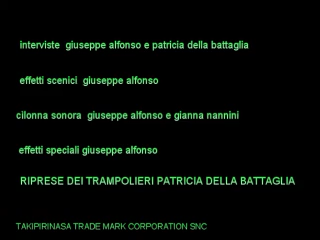 interviste giuseppe alfonso e patricia della battaglia
effetti scenici giuseppe alfonso
cilonna sonora giuseppe alfonso e gianna nannini
effetti speciali giuseppe alfonso
RIPRESE DEI TRAMPOLIERI PATRICIA DELLA BATTAGLIA
TAKIPIRINASA TRADE MARK CORPORATION SNC